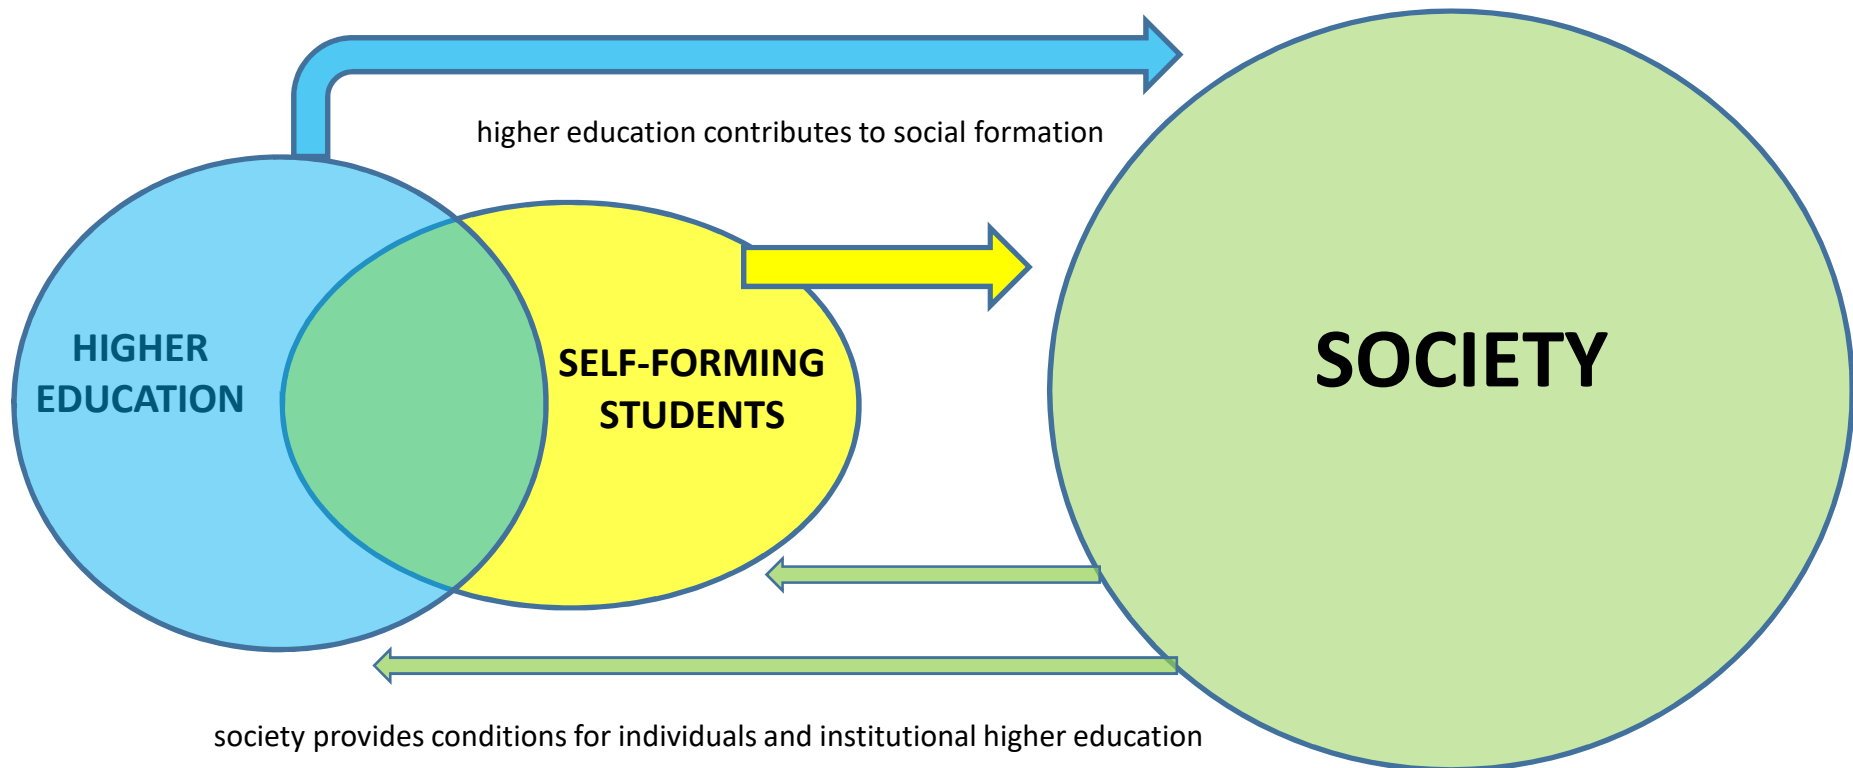 higher education contributes to social formation
HIGHER
EDUCATION
SELF-FORMING
STUDENTS
SOCIETY
society provides conditions for individuals and institutional higher education